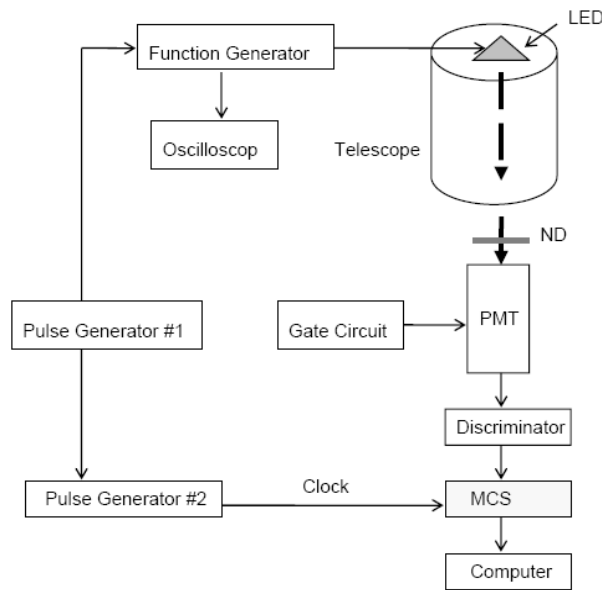 LED
Function Generator
Oscilloscop
Telescope
ND
Pulse Generator #1
Gate Circuit
PMT
Discriminator
Pulse Generator #2
Clock
MCS
Computer